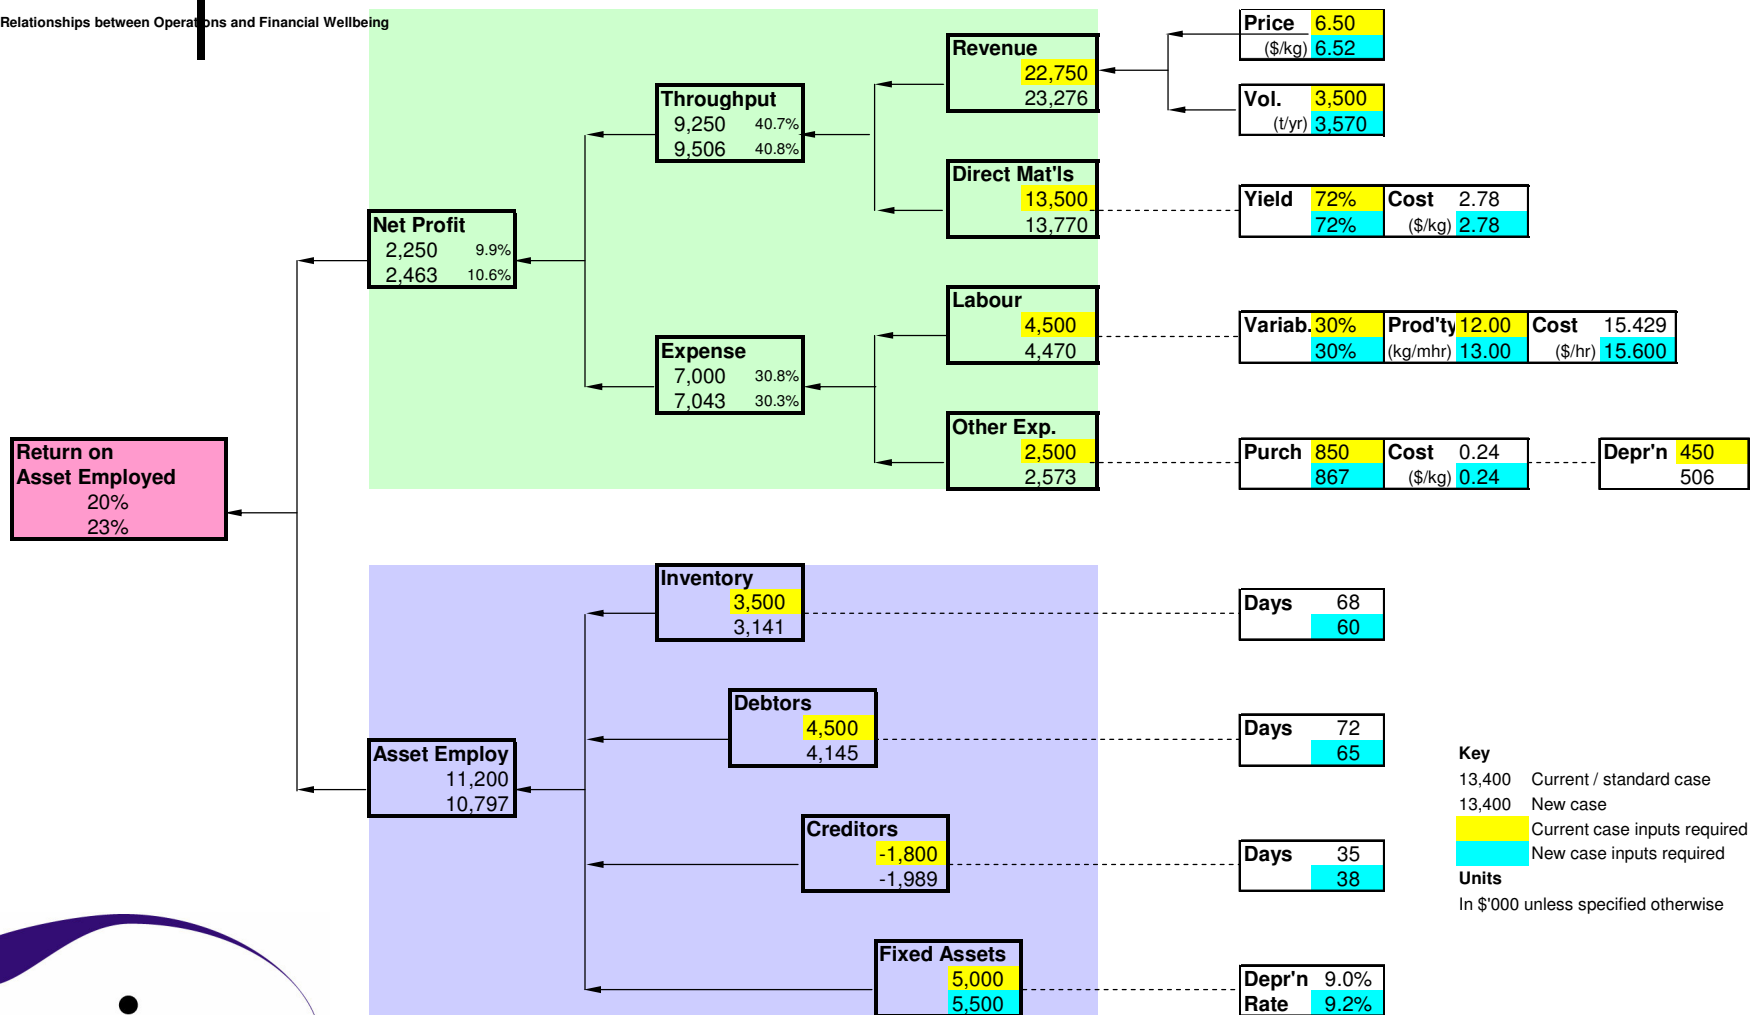 Relationships between Operations and Financial Wellbeing
Price 6.50
($/kg) 6.52
Vol. 3,500
(t/yr) 3,570
Revenue
22,750
23,276
Throughput
9,250 40.7%
9,506 40.8%
Direct Mat'ls
13,500
13,770
Yield 72% Cost 2.78
72% ($/kg) 2.78
Net Profit
2,250 9.9%
2,463 10.6%
Labour
4,500
4,470
Variab. 30% Prod'ty 12.00 Cost 15.429
30% (kg/mhr) 13.00 ($/hr) 15.600
Expense
7,000 30.8%
7,043 30.3%
Other Exp.
2,500
2,573
Purch 850 Cost 0.24 Depr'n 450
867 ($/kg) 0.24 506
Return on
Asset Employed
20%
23%
Inventory
3,500
3,141
Days 68
60
Debtors
4,500
4,145
Days 72
65
Asset Employ
11,200
10,797
Creditors
-1,800
-1,989
Days 35
38
Fixed Assets
5,000
5,500
Depr'n 9.0%
Rate 9.2%
Key
13,400 Current / standard case
13,400 New case
Current case inputs required
New case inputs required
Units
In $'000 unless specified otherwise